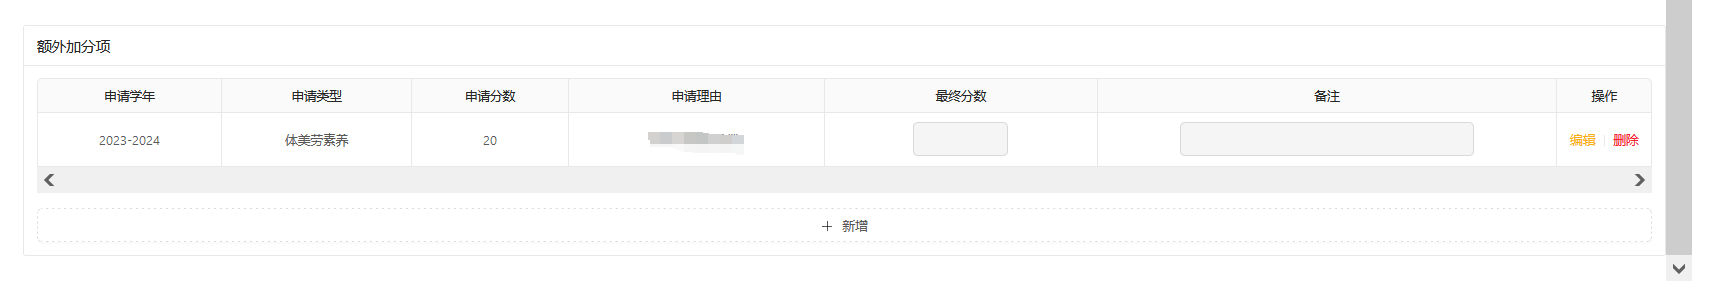 额外加分项
申请学年 申请类型 申请分数 申请理由 最终分数 备注 操作
2023-2024 体美劳素养 20 编辑 删除
+ 新增